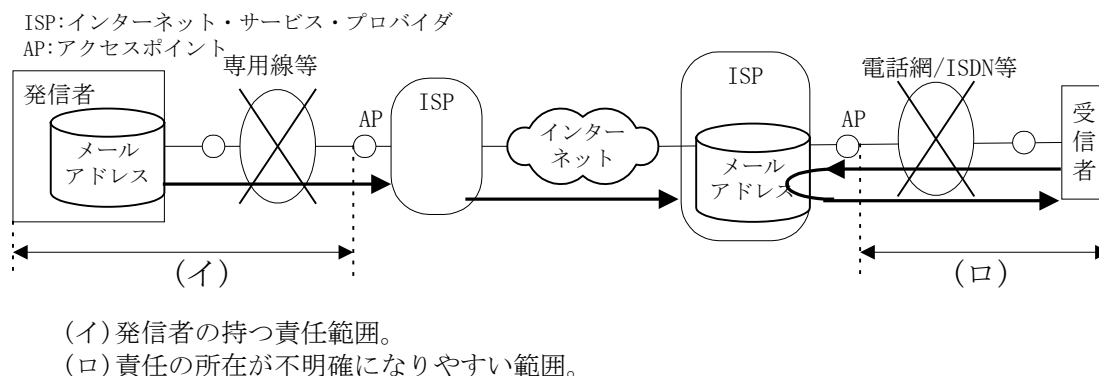 ISP:インターネット・サービス・プロバイダ
AP:アクセスポイント
専用線等
ISP
電話網/ISDN等
発信者
ISP
AP
AP
受信者
メール
アドレス
インター
ネット
メール
アドレス
(イ)
(ロ)
(イ)発信者の持つ責任範囲。
(ロ)責任の所在が不明確になりやすい範囲。